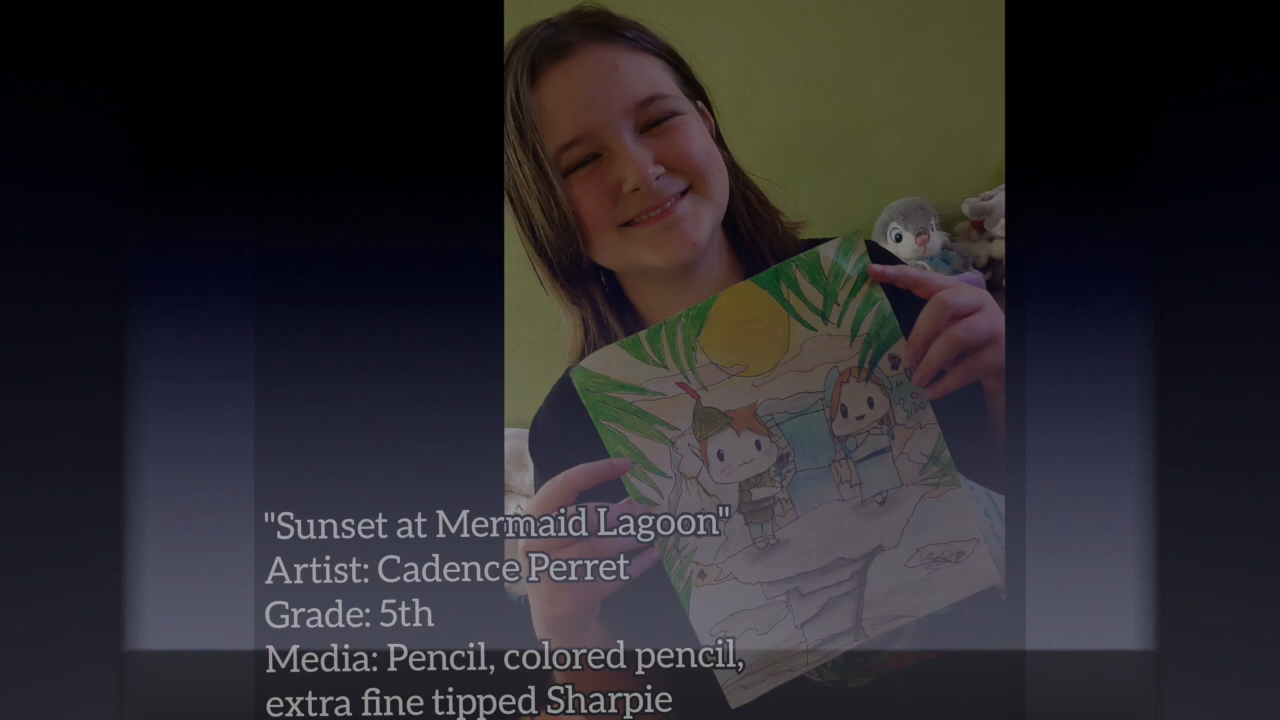 "Sunset at Mermaid Lagoon"
Artist: Cadence Perret
Grade: 5th
Media: Pencil, colored pencil,
extra fine tipped Sharpie